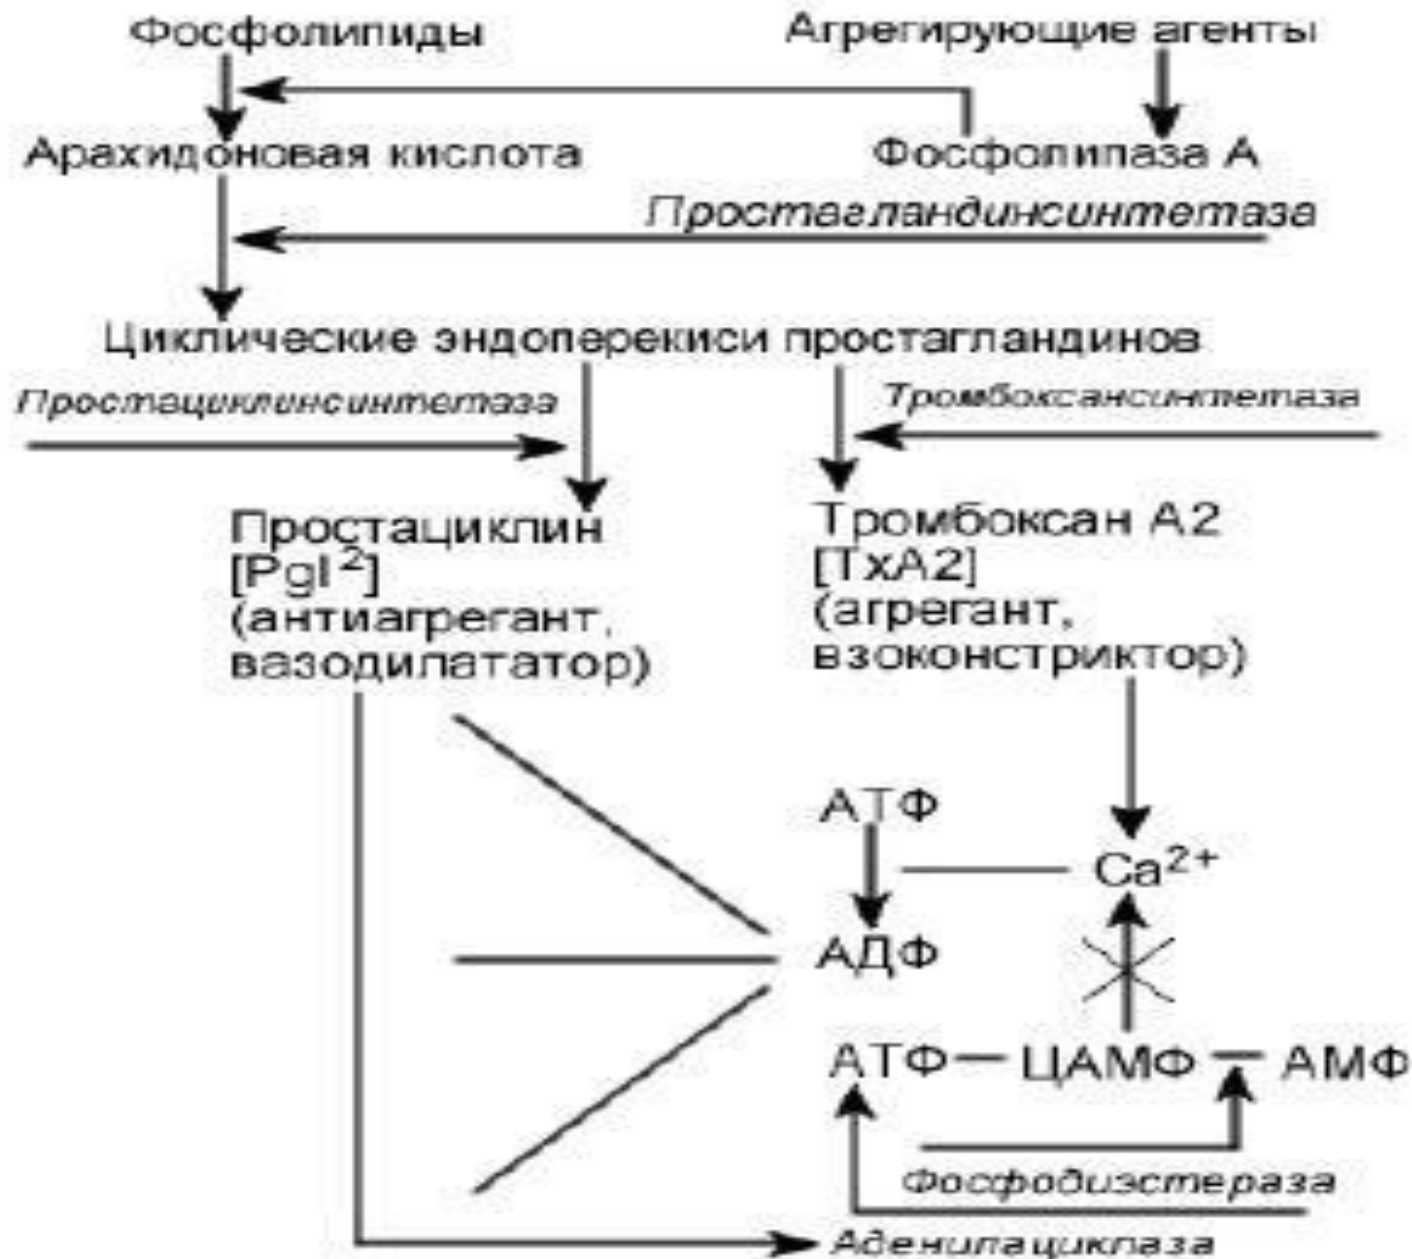 Фосфолипиды
Агрегирующие агенты
Арахидоновая кислота
Фосфолипаза А
Простагландинсинтетаза
Циклические эндоперекиси простагландинов
Простациклинсинтетаза
Тромбоксансинтетаза
Простациклин
[PgI²]
(антиагрегант,
вазодилататор)
Тромбоксан А2
[TxA2]
(агрегант,
взоконстриктор)
АТФ
Ca²⁺
АДФ
АТФ — ЦАМФ — АМФ
Фосфодиэстераза
Аденилациклаза